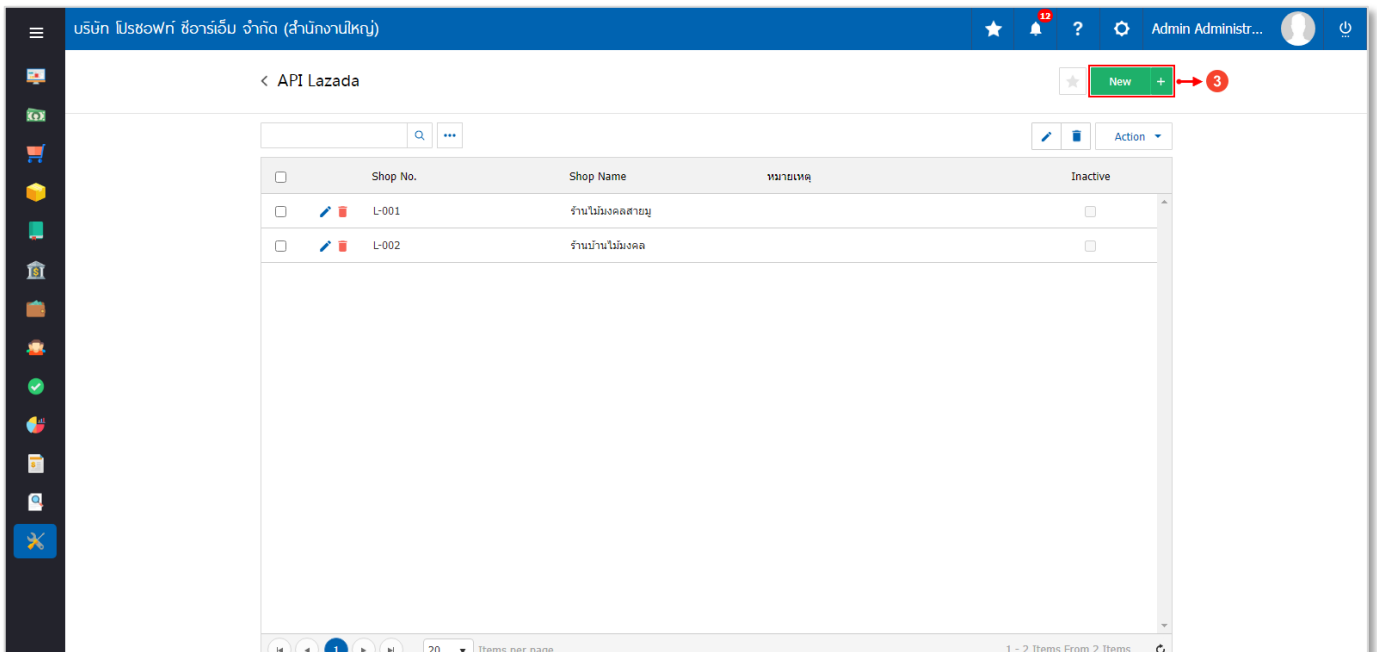 บริษัท โปรซอฟท์ ซีอาร์เอ็ม จำกัด (สำนักงานใหญ่)
12
?
Admin Administr...
< API Lazada
New +
3
Action
Shop No. Shop Name หมายเหตุ Inactive
L-001 ร้านไม้มงคลสายมู
L-002 ร้านบ้านไม้มงคล
1 20 Items per page 1 - 2 Items From 2 Items